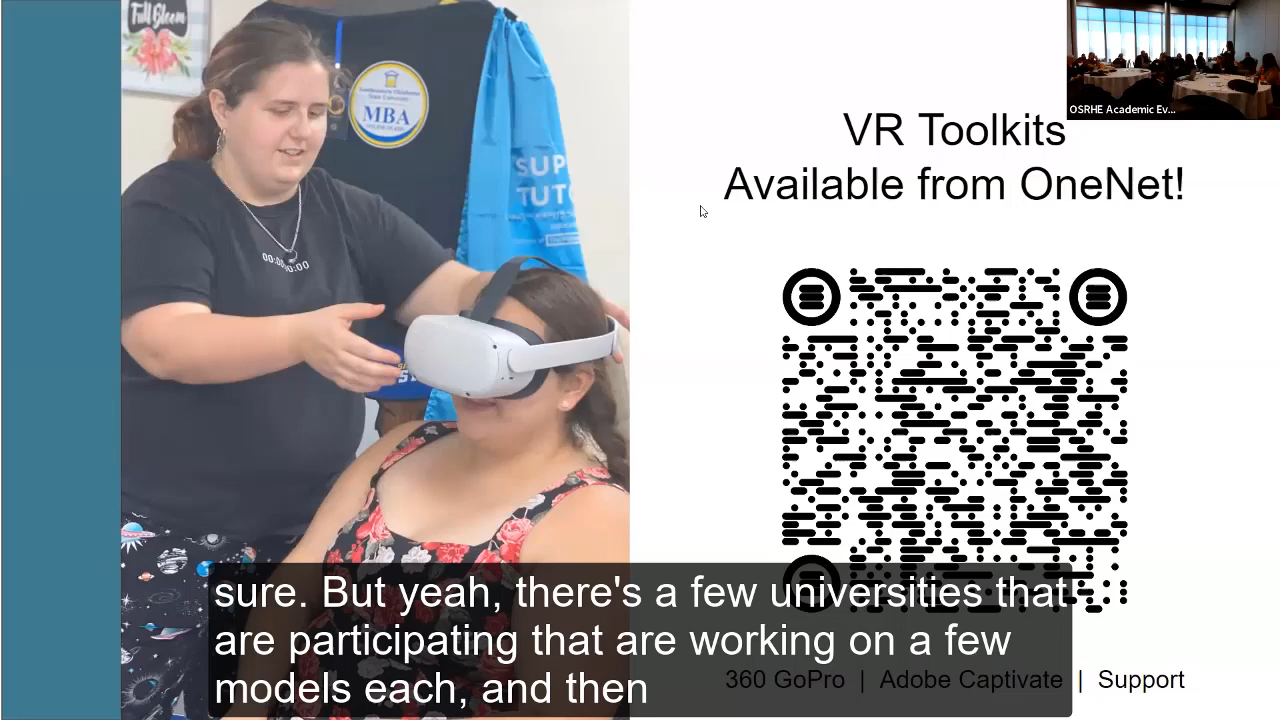 Full Bloom
MBA
SUP
TUT
00:00:00:00
VR Toolkits
Available from OneNet!
OSRHE Academic Ev...
sure. But yeah, there's a few universities that
are participating that are working on a few
models each, and then
360 GoPro | Adobe Captivate | Support